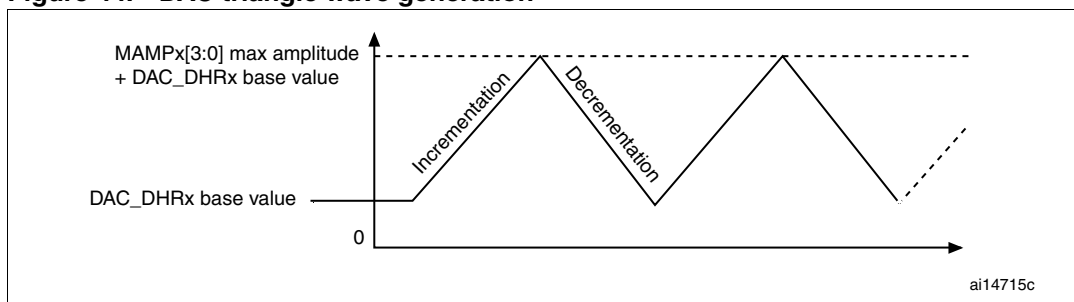 MAMPx[3:0] max amplitude
+ DAC_DHRx base value
Incrementation
Decrementation
DAC_DHRx base value
0
ai14715c